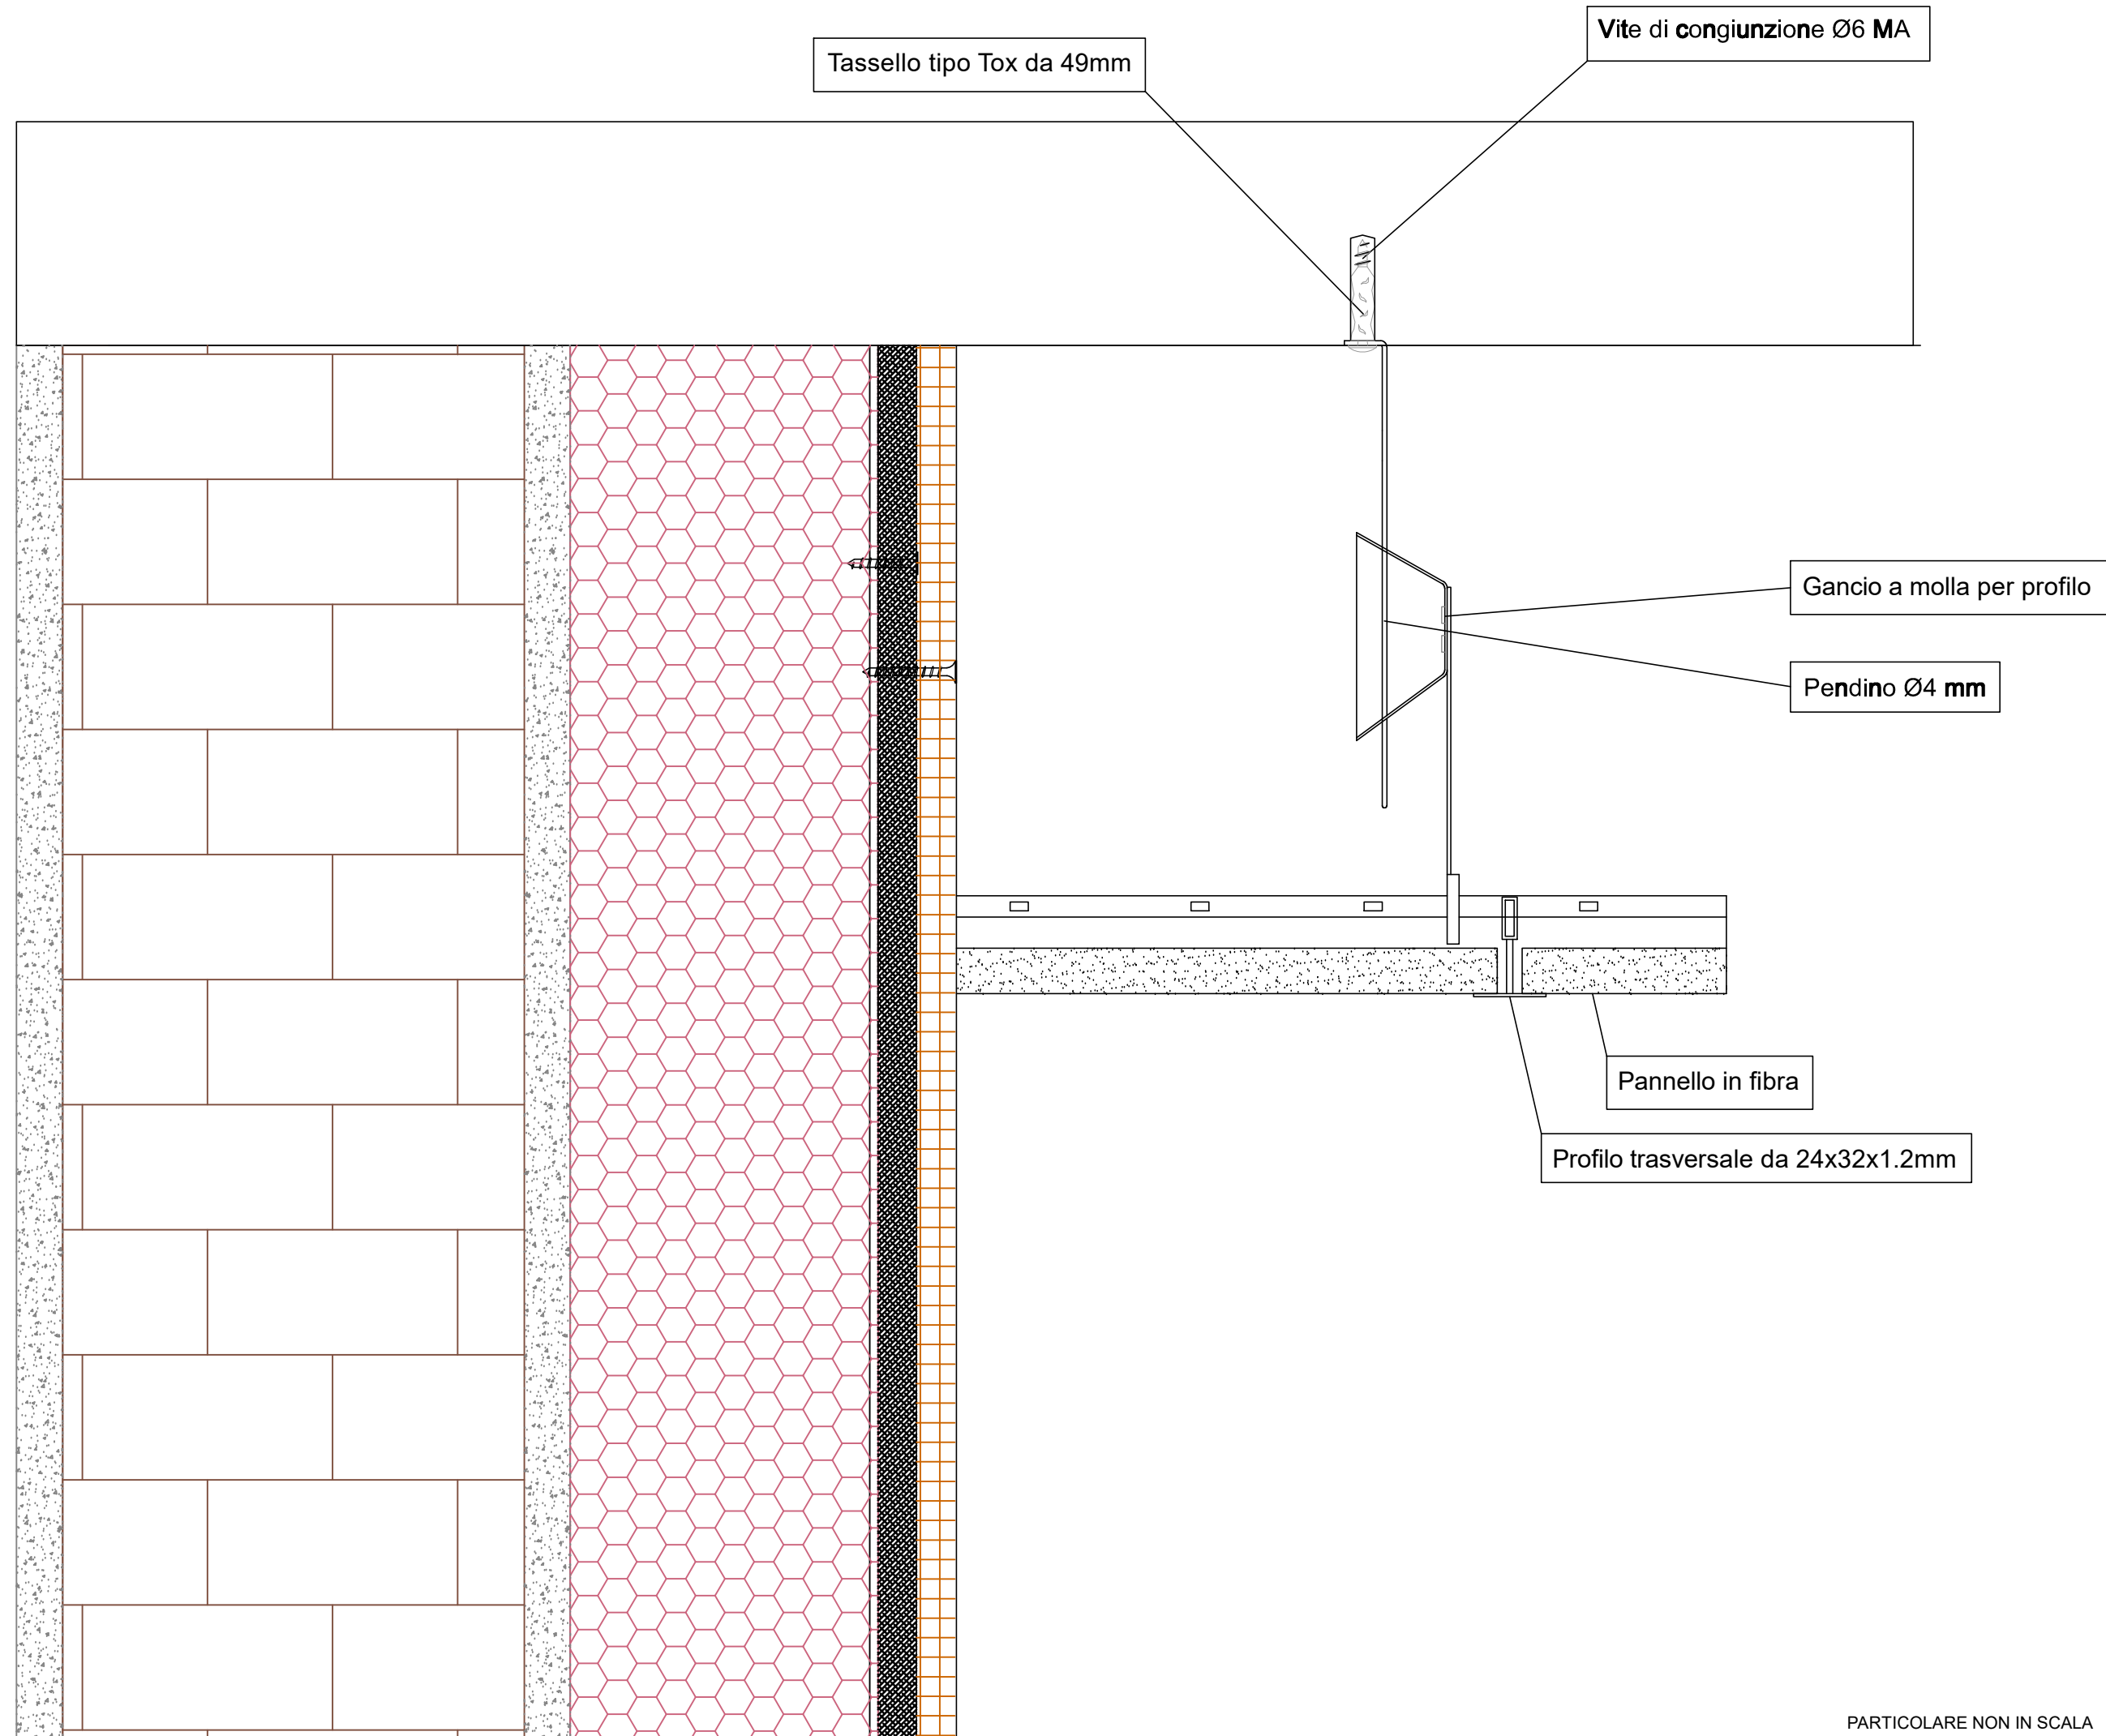 Vite di congiunzione Ø6 MA
Tassello tipo Tox da 49mm
Gancio a molla per profilo
Pendino Ø4 mm
Pannello in fibra
Profilo trasversale da 24x32x1.2mm
PARTICOLARE NON IN SCALA